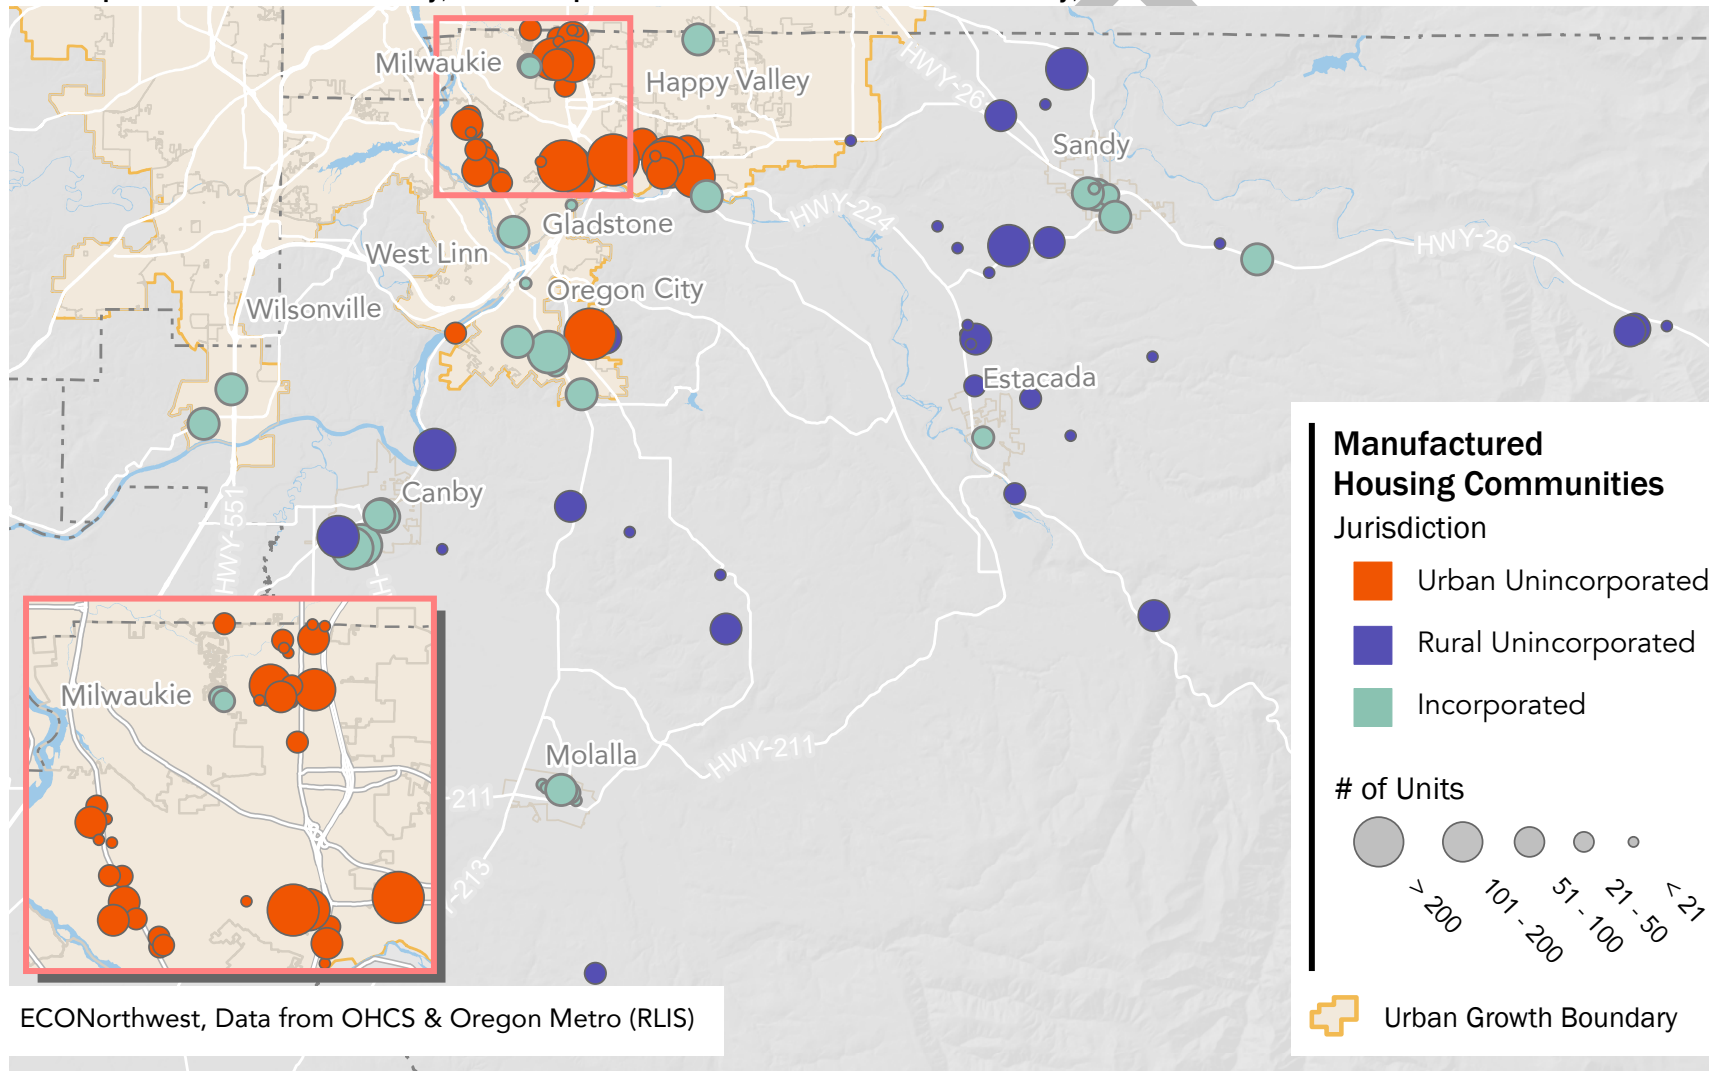 Milwaukie
Happy Valley
HWY-26
Sandy
HWY-224
Gladstone
West Linn
HWY-26
Oregon City
Wilsonville
Estacada
Canby
HWY-551
H
Milwaukie
Molalla
HWY-211
-211
-213
Manufactured
Housing Communities
Jurisdiction
Urban Unincorporated
Rural Unincorporated
Incorporated
# of Units
> 200
101 - 200
51 - 100
21 - 50
< 21
Urban Growth Boundary
ECONorthwest, Data from OHCS & Oregon Metro (RLIS)